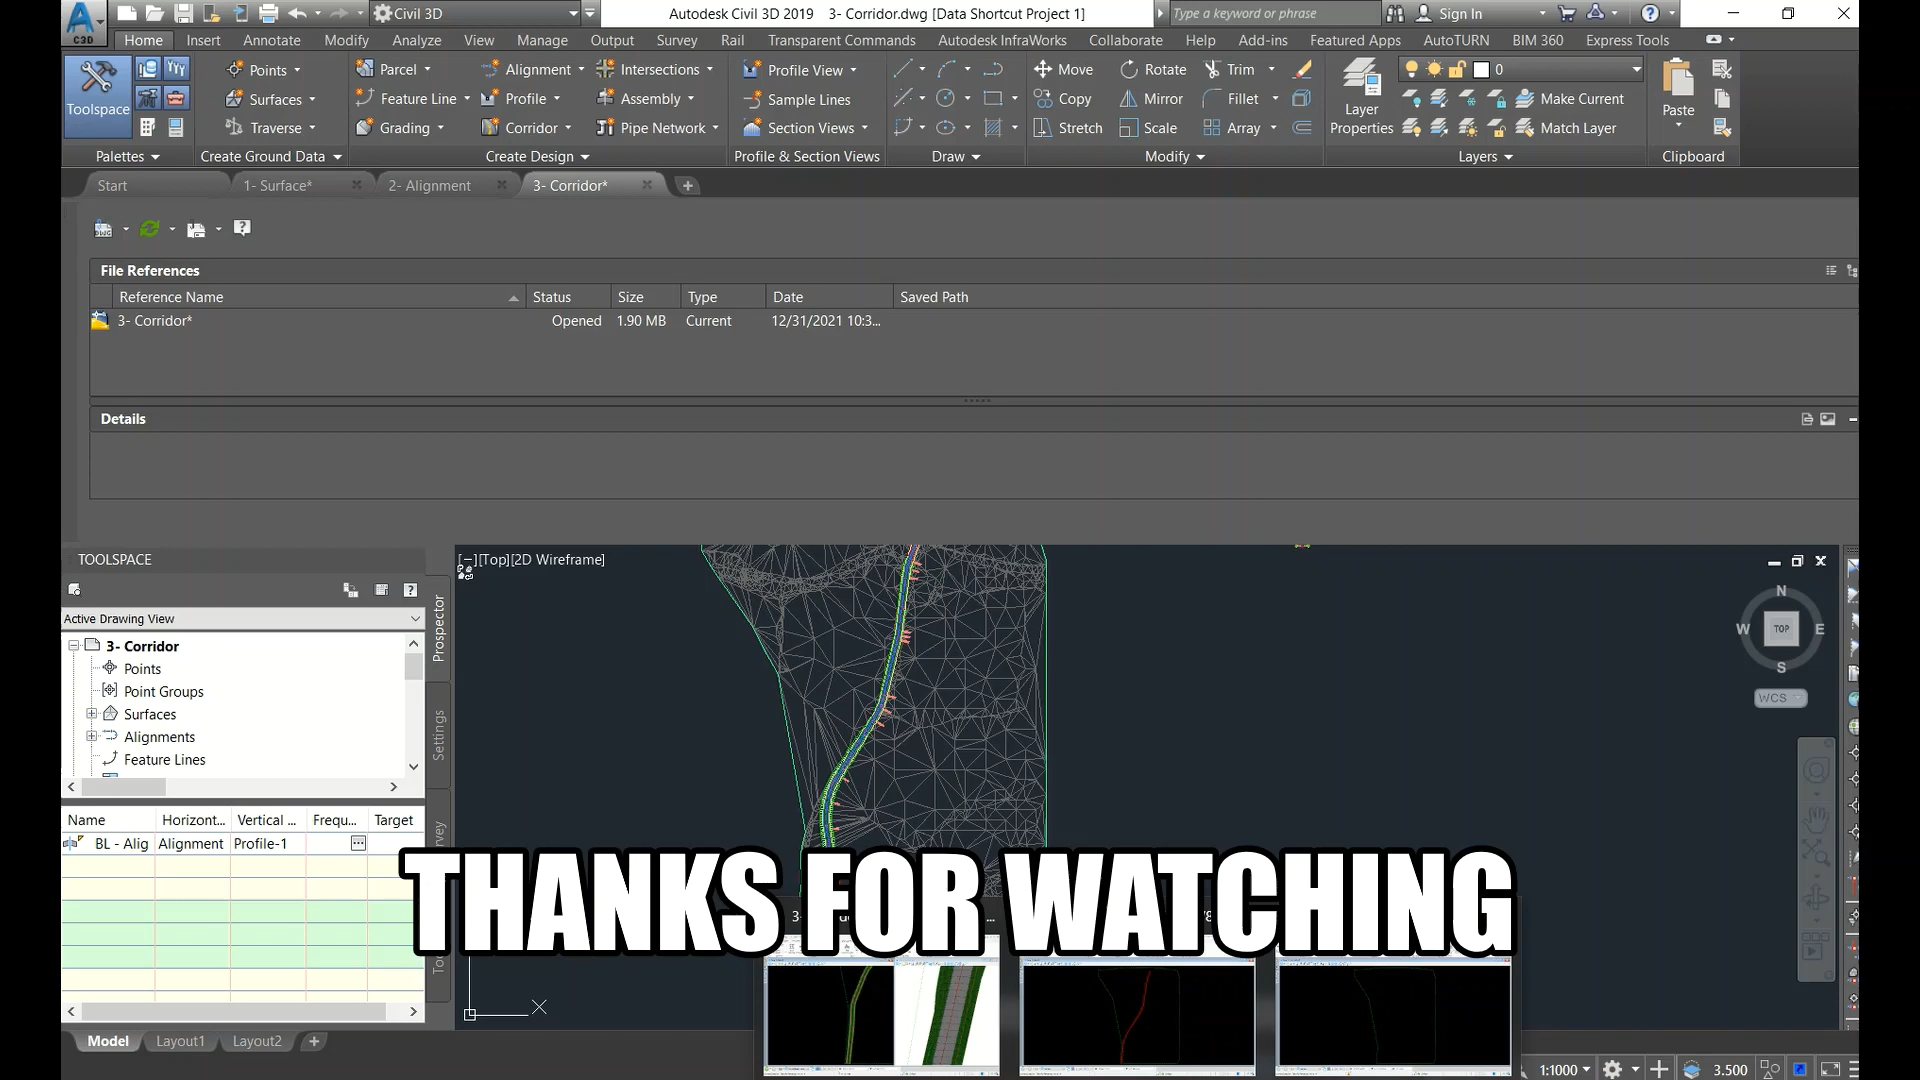 C3D
Civil 3D
Autodesk Civil 3D 2019 3- Corridor.dwg [Data Shortcut Project 1]
Type a keyword or phrase
Sign In
Home Insert Annotate Modify Analyze View Manage Output Survey Rail Transparent Commands Autodesk InfraWorks Collaborate Help Add-ins Featured Apps AutoTURN BIM 360 Express Tools
Toolspace
Points
Surfaces
Traverse
Parcel
Feature Line
Grading
Alignment
Profile
Corridor
Intersections
Assembly
Pipe Network
Profile View
Sample Lines
Section Views
Move
Copy
Stretch
Rotate
Mirror
Scale
Trim
Fillet
Array
Layer
Properties
0
Make Current
Match Layer
Paste
Palettes Create Ground Data Create Design Profile & Section Views Draw Modify Layers Clipboard
Start 1- Surface* 2- Alignment 3- Corridor*
DWG
File References
Reference Name Status Size Type Date Saved Path
3- Corridor* Opened 1.90 MB Current 12/31/2021 10:3...
Details
TOOLSPACE
Active Drawing View
3- Corridor
Points
Point Groups
Surfaces
Alignments
Feature Lines
Prospector
Settings
Name Horizont... Vertical ... Frequ... Target
BL - Alig Alignment Profile-1
[−][Top][2D Wireframe]
N
W TOP E
S
WCS
THANKS FOR WATCHING
X
Model Layout1 Layout2
1:1000 3.500